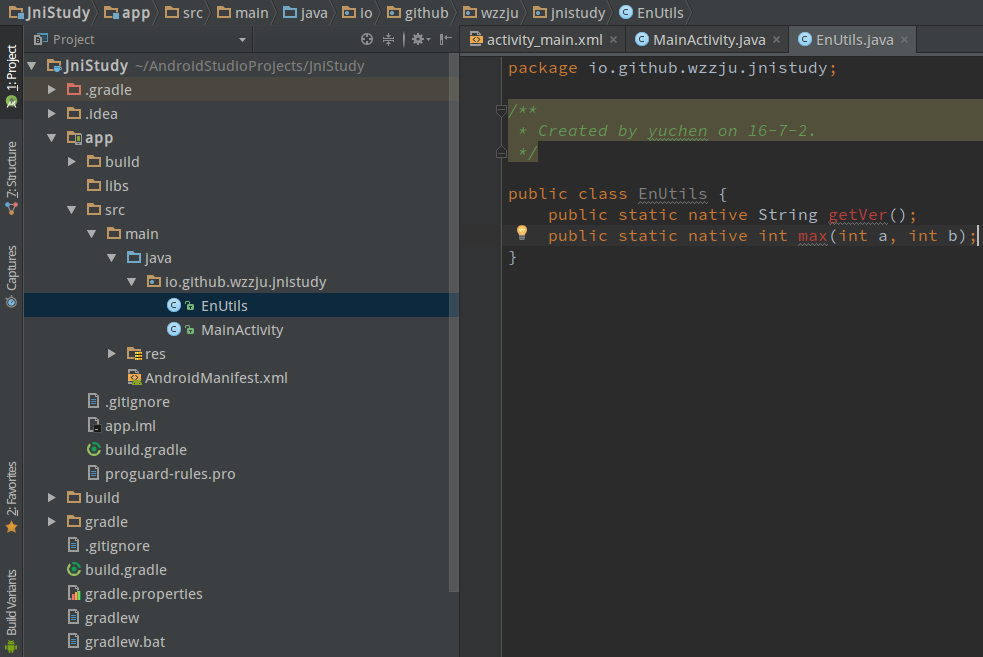 JniStudy app src main java io github wzzju jnistudy EnUtils
Project
activity_main.xml MainActivity.java EnUtils.java
1: Project
7: Structure
Captures
2: Favorites
Build Variants
JniStudy ~/AndroidStudioProjects/JniStudy
.gradle
.idea
app
build
libs
src
main
java
io.github.wzzju.jnistudy
EnUtils
MainActivity
res
AndroidManifest.xml
.gitignore
app.iml
build.gradle
proguard-rules.pro
build
gradle
.gitignore
build.gradle
gradle.properties
gradlew
gradlew.bat
package io.github.wzzju.jnistudy;
/**
* Created by yuchen on 16-7-2.
*/
public class EnUtils {
public static native String getVer();
public static native int max(int a, int b);
}